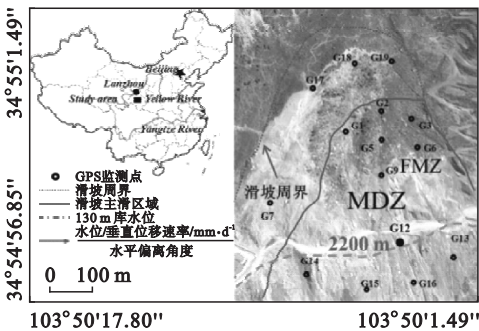 34°55'1.49"
34°54'56.85"
Beijing
Lanzhou
Study area
Yellow River
Yangtze River
GPS监测点
滑坡周界
滑坡主滑区域
130 m 库水位
水位/垂直位移速率/mm·d-1
水平偏离角度
0 100 m
G18
G19
G17
G2
G1
G3
G5
G6
G9
FMZ
滑坡周界
MDZ
G7
G12
2200 m
G13
G14
G15
G16
103°50'17.80"
103°50'1.49"